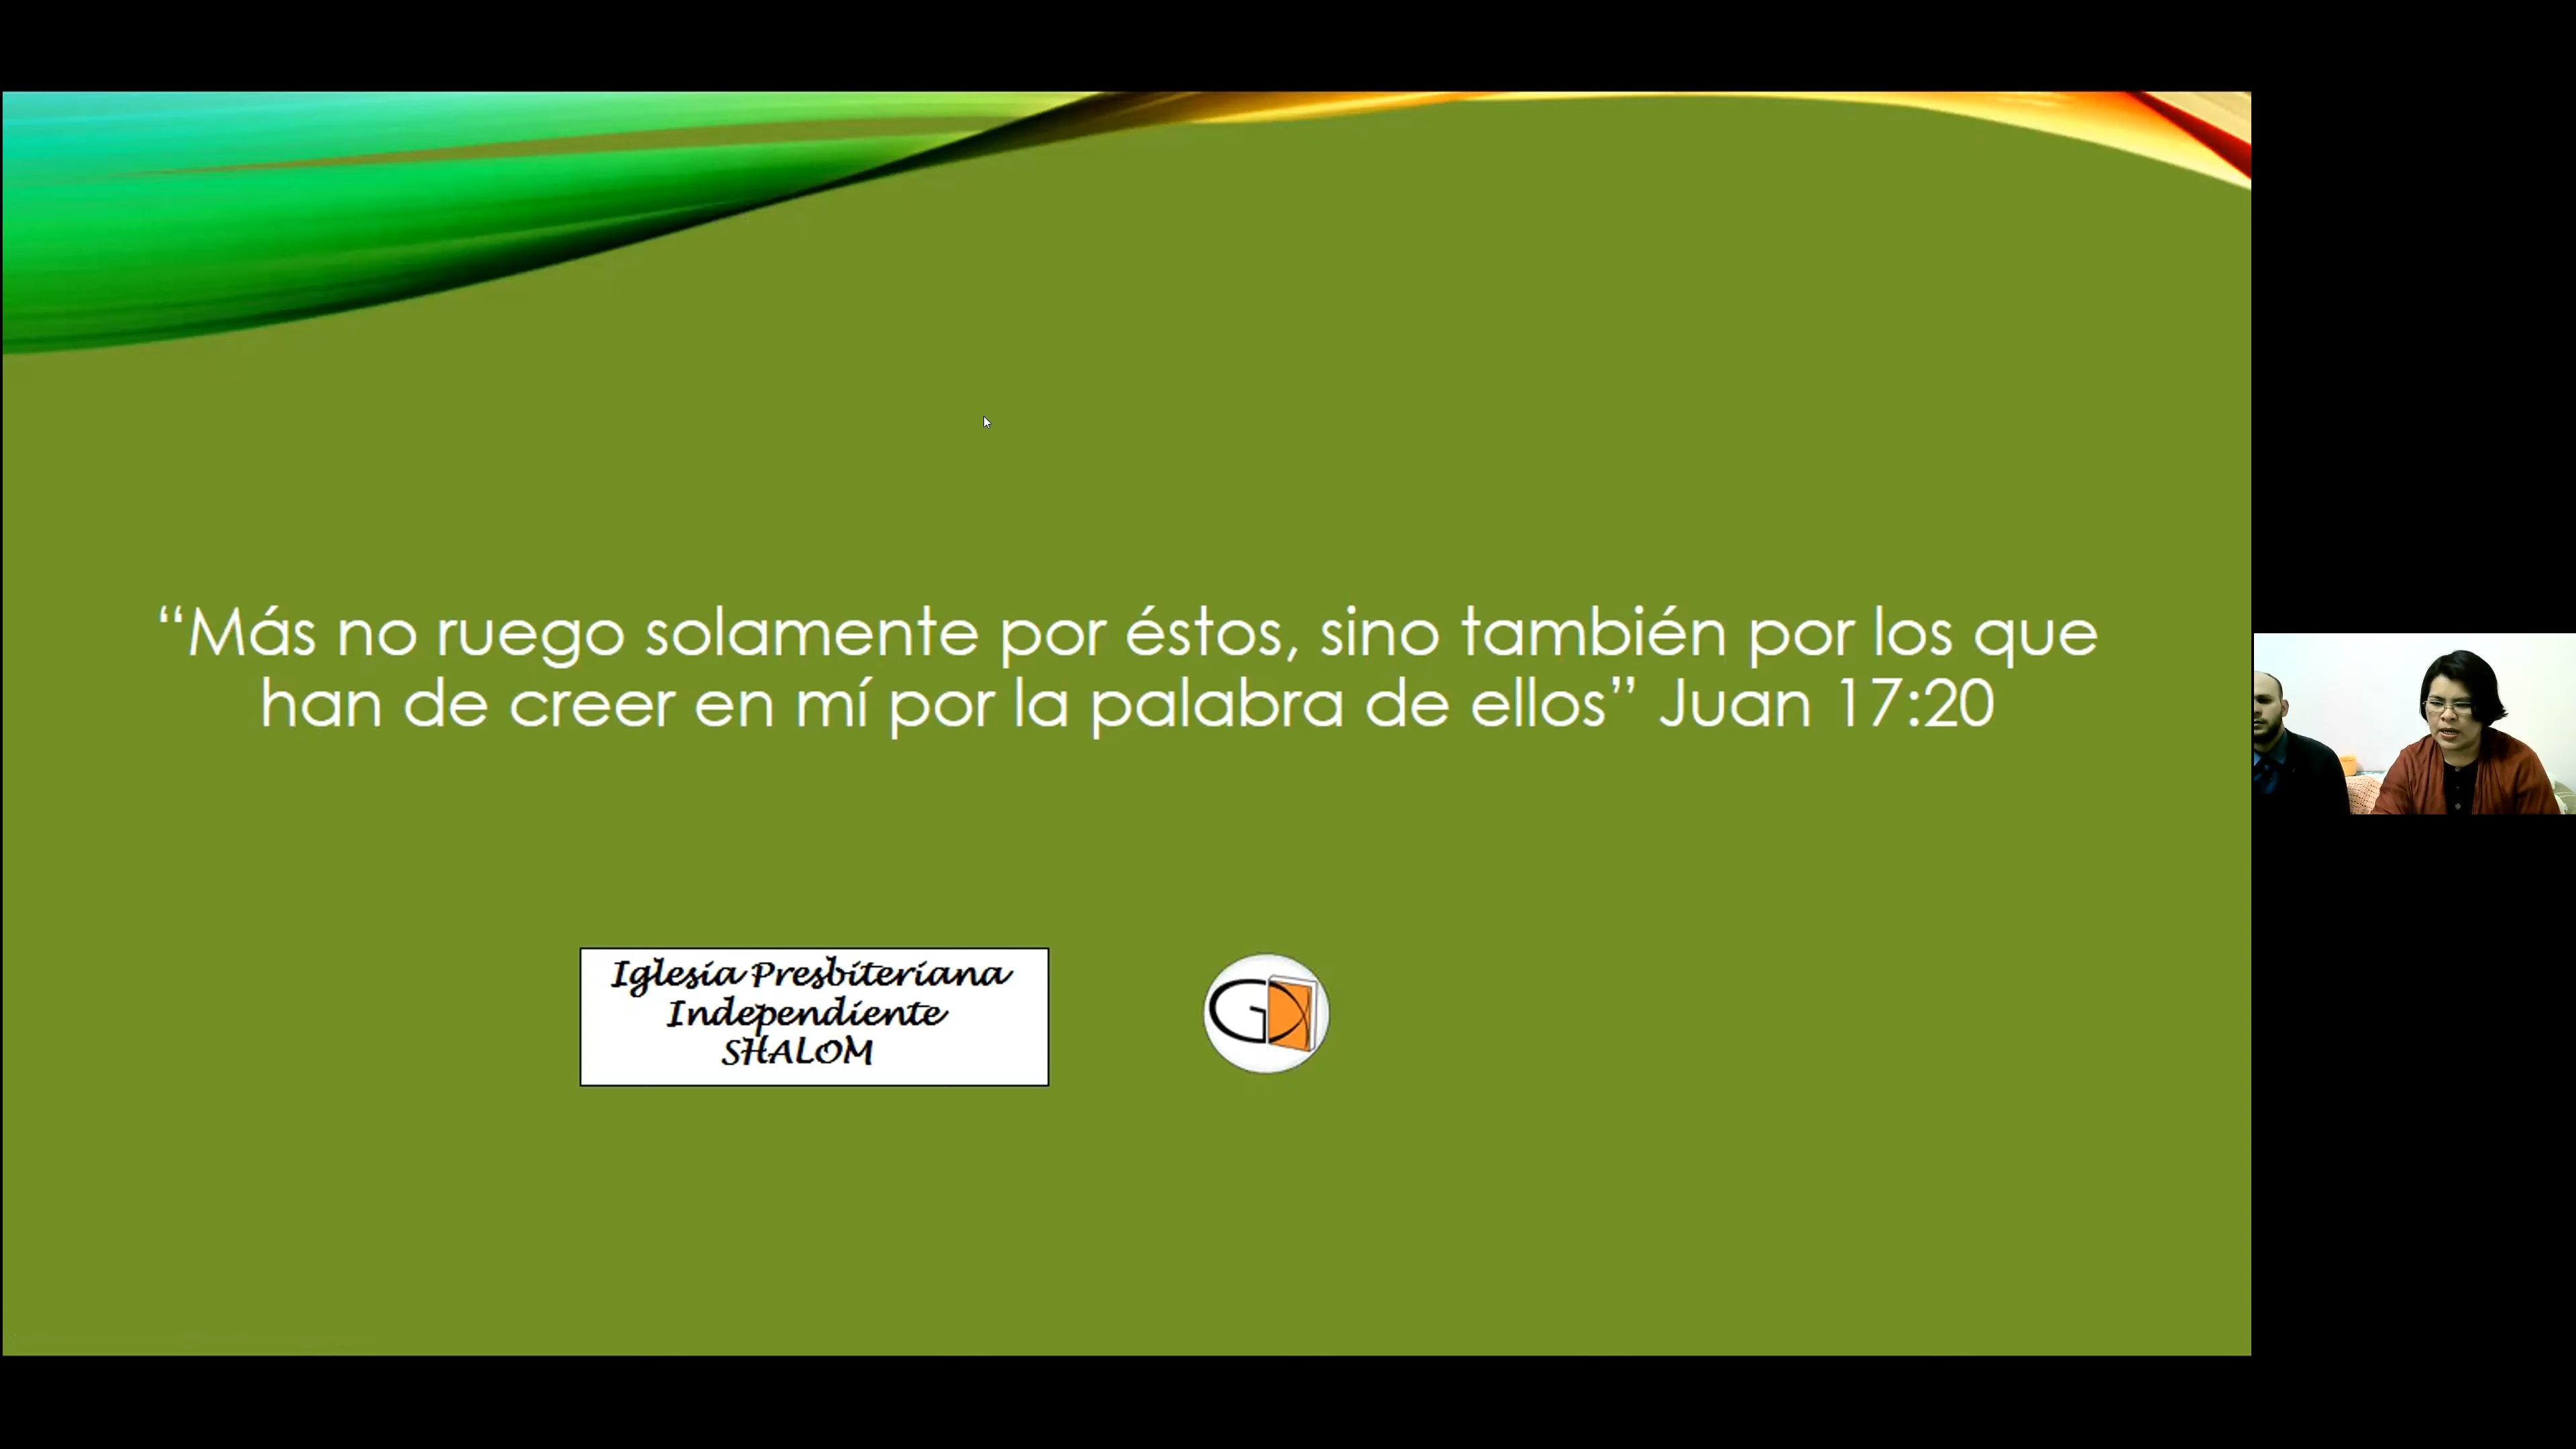 “Más no ruego solamente por éstos, sino también por los que
han de creer en mí por la palabra de ellos” Juan 17:20
Iglesia Presbiteriana
Independiente
SHALOM
G